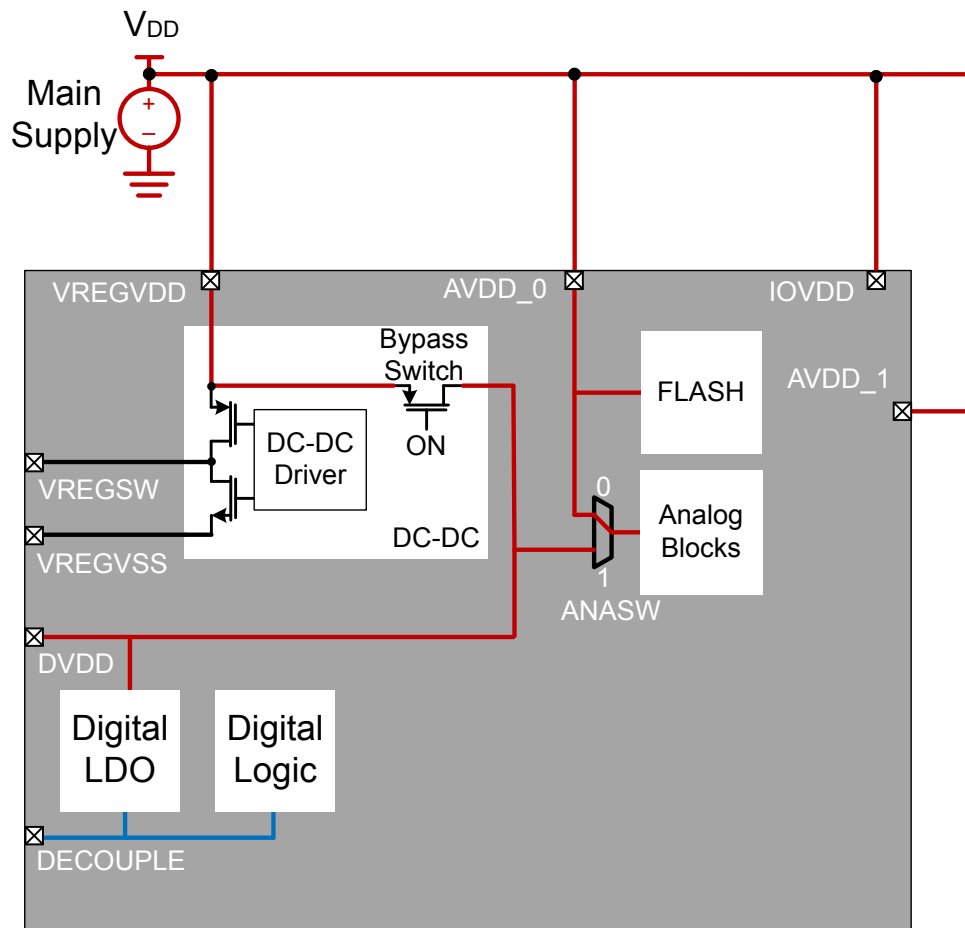 VDD
Main
Supply
+
–
VREGVDD
AVDD_0
IOVDD
Bypass
Switch
FLASH
AVDD_1
DC-DC
Driver
ON
VREGSW
0
Analog
Blocks
DC-DC
VREGVSS
1
ANASW
DVDD
Digital
LDO
Digital
Logic
DECOUPLE